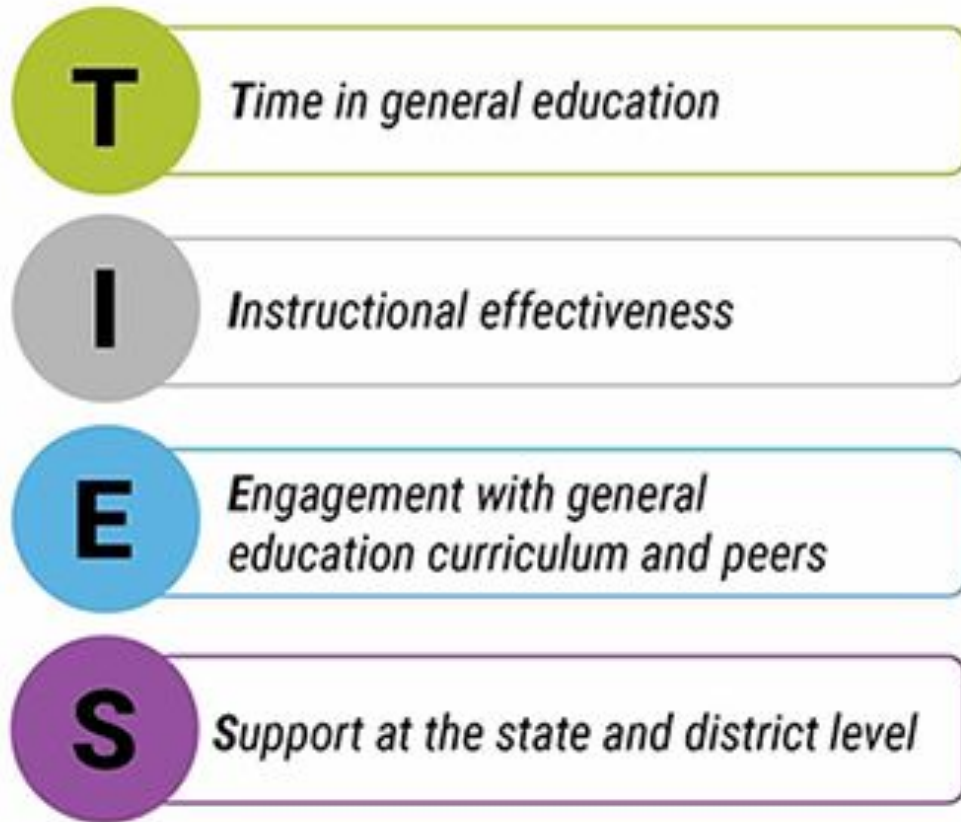 T
Time in general education
I
Instructional effectiveness
E
Engagement with general
education curriculum and peers
S
Support at the state and district level